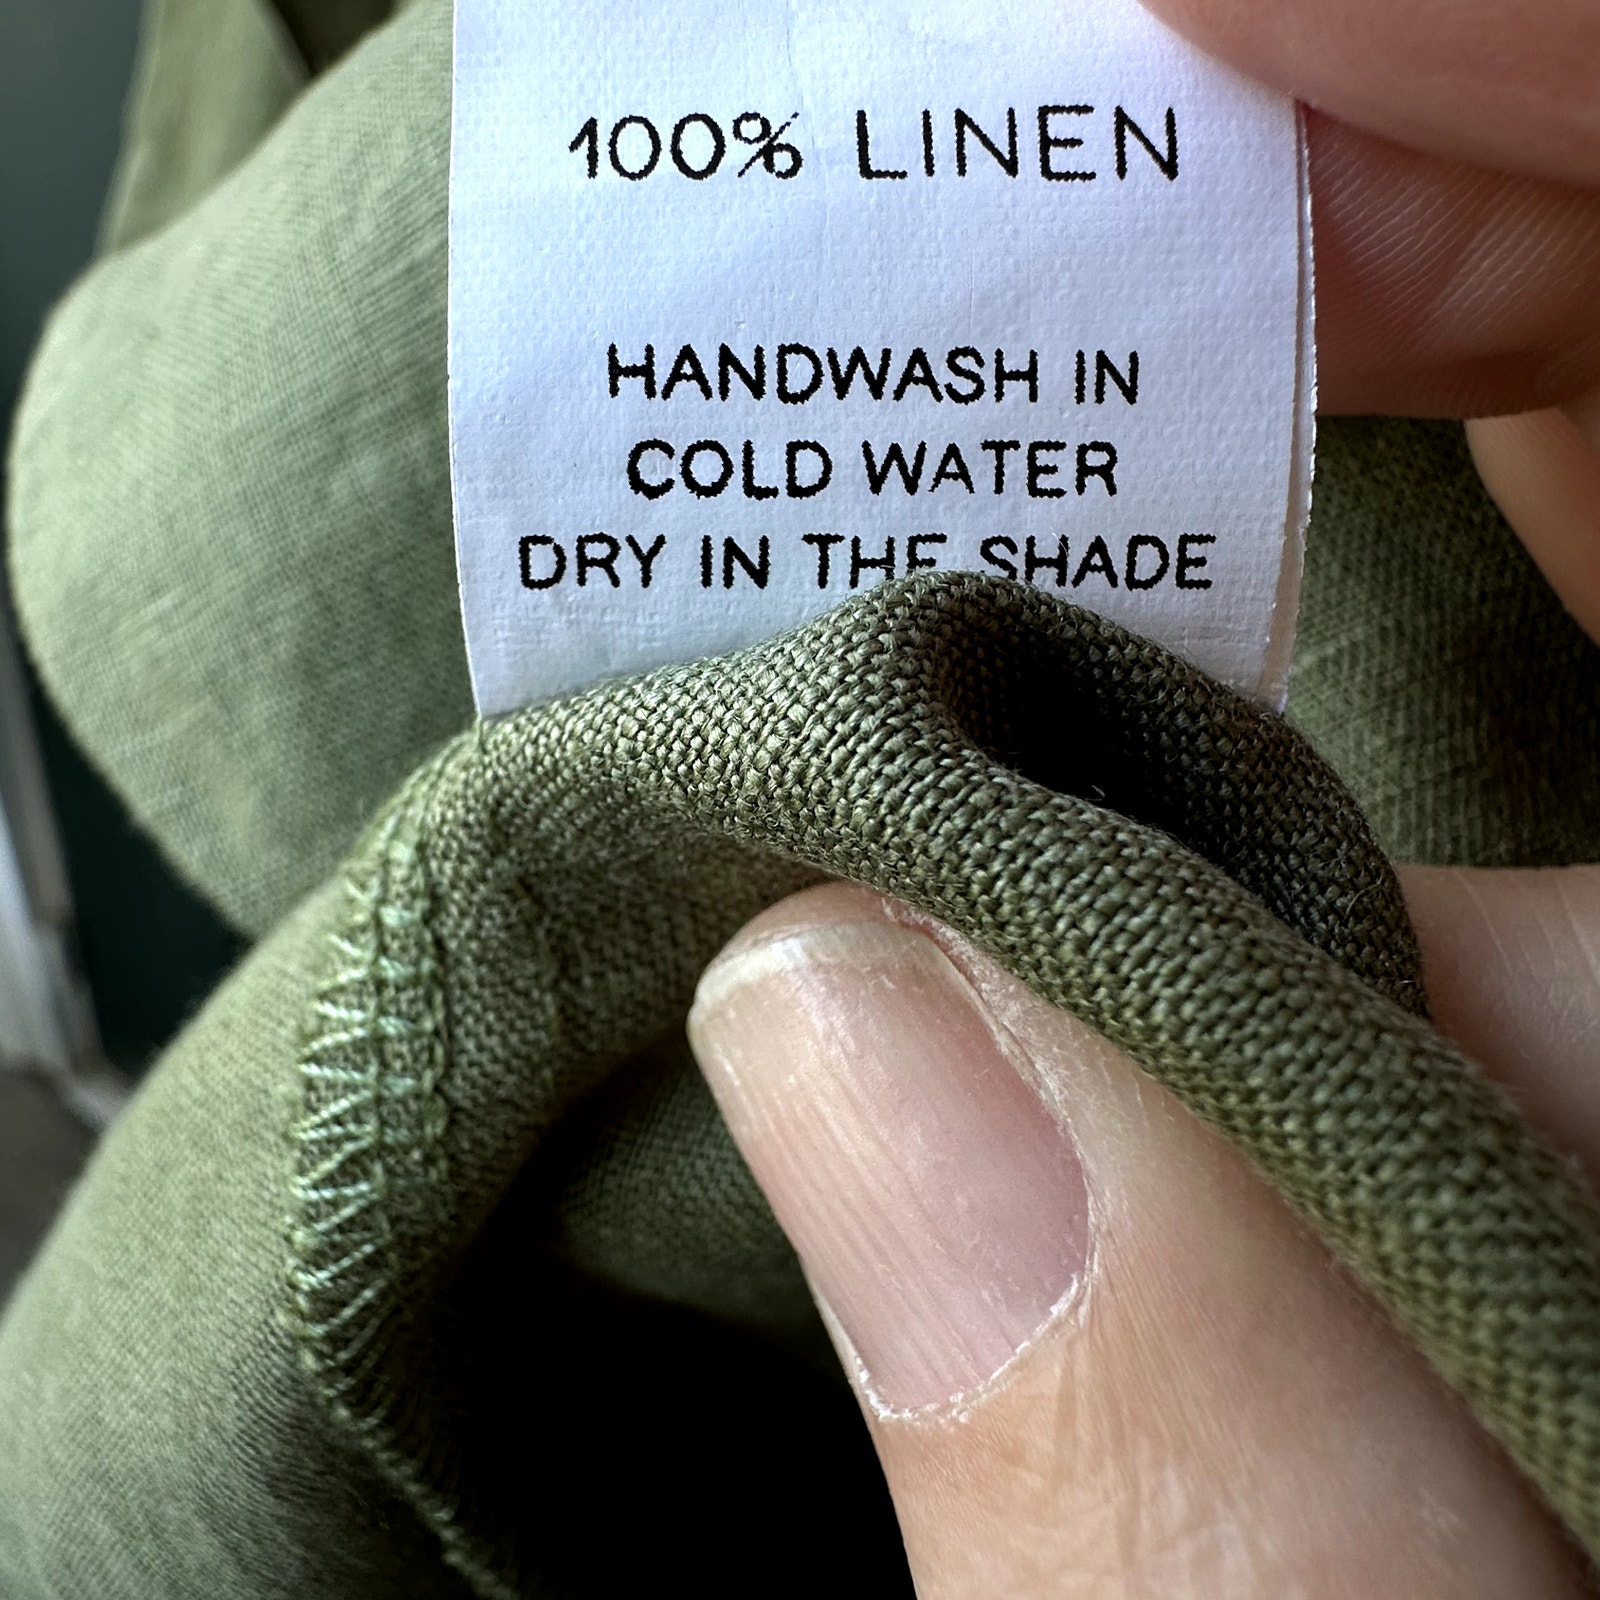 100% LINEN
HANDWASH IN
COLD WATER
DRY IN THE SHADE